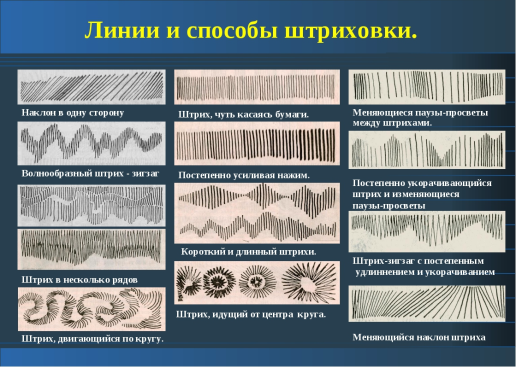 Линии и способы штриховки.
Наклон в одну сторону
Волнообразный штрих - зигзаг
Штрих в несколько рядов
Штрих, двигающийся по кругу.
Штрих, чуть касаясь бумаги.
Постепенно усиливая нажим.
Короткий и длинный штрихи.
Штрих, идущий от центра круга.
Меняющиеся паузы-просветы
между штрихами.
Постепенно укорачивающийся
штрих и изменяющиеся
паузы-просветы
Штрих-зигзаг с постепенным
удлиннением и укорачиванием
Меняющийся наклон штриха